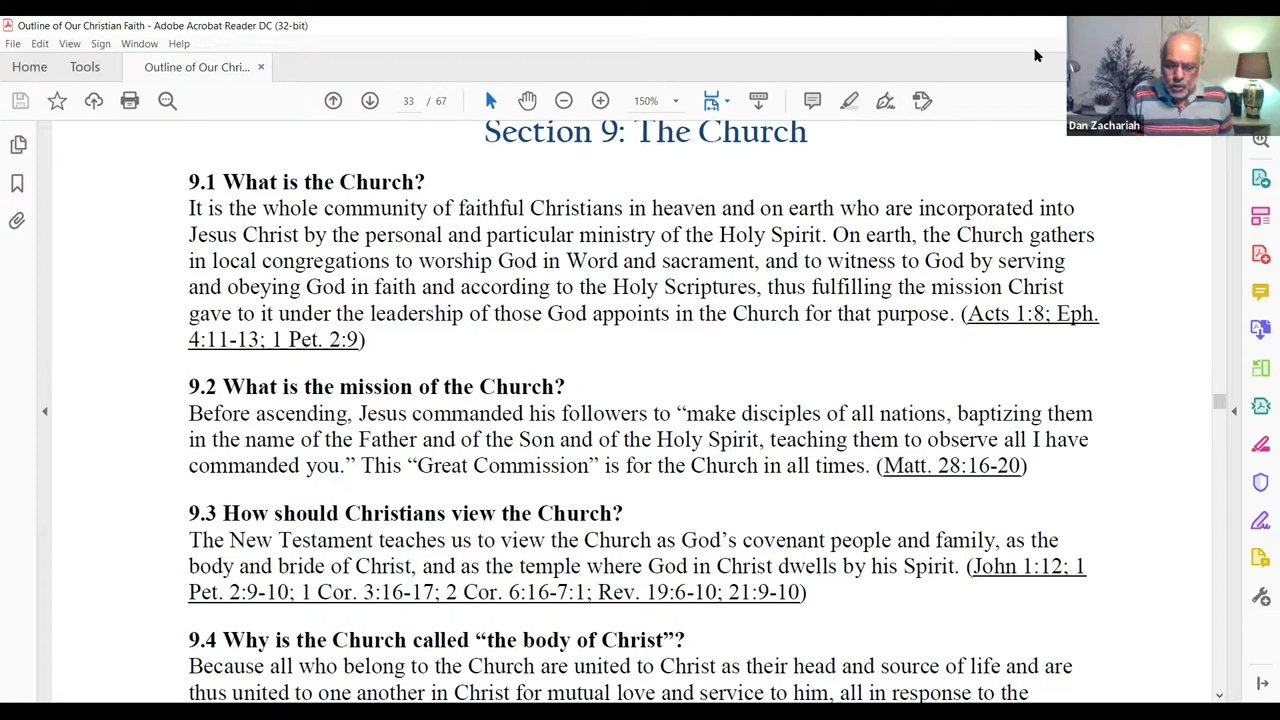 Outline of Our Christian Faith - Adobe Acrobat Reader DC (32-bit)
File Edit View Sign Window Help
Home Tools Outline of Our Chri... ×
33 / 67 150%
Dan Zachariah
Section 9: The Church
9.1 What is the Church?
It is the whole community of faithful Christians in heaven and on earth who are incorporated into
Jesus Christ by the personal and particular ministry of the Holy Spirit. On earth, the Church gathers
in local congregations to worship God in Word and sacrament, and to witness to God by serving
and obeying God in faith and according to the Holy Scriptures, thus fulfilling the mission Christ
gave to it under the leadership of those God appoints in the Church for that purpose. (Acts 1:8; Eph.
4:11-13; 1 Pet. 2:9)
9.2 What is the mission of the Church?
Before ascending, Jesus commanded his followers to “make disciples of all nations, baptizing them
in the name of the Father and of the Son and of the Holy Spirit, teaching them to observe all I have
commanded you.” This “Great Commission” is for the Church in all times. (Matt. 28:16-20)
9.3 How should Christians view the Church?
The New Testament teaches us to view the Church as God’s covenant people and family, as the
body and bride of Christ, and as the temple where God in Christ dwells by his Spirit. (John 1:12; 1
Pet. 2:9-10; 1 Cor. 3:16-17; 2 Cor. 6:16-7:1; Rev. 19:6-10; 21:9-10)
9.4 Why is the Church called “the body of Christ”?
Because all who belong to the Church are united to Christ as their head and source of life and are
thus united to one another in Christ for mutual love and service to him, all in response to the